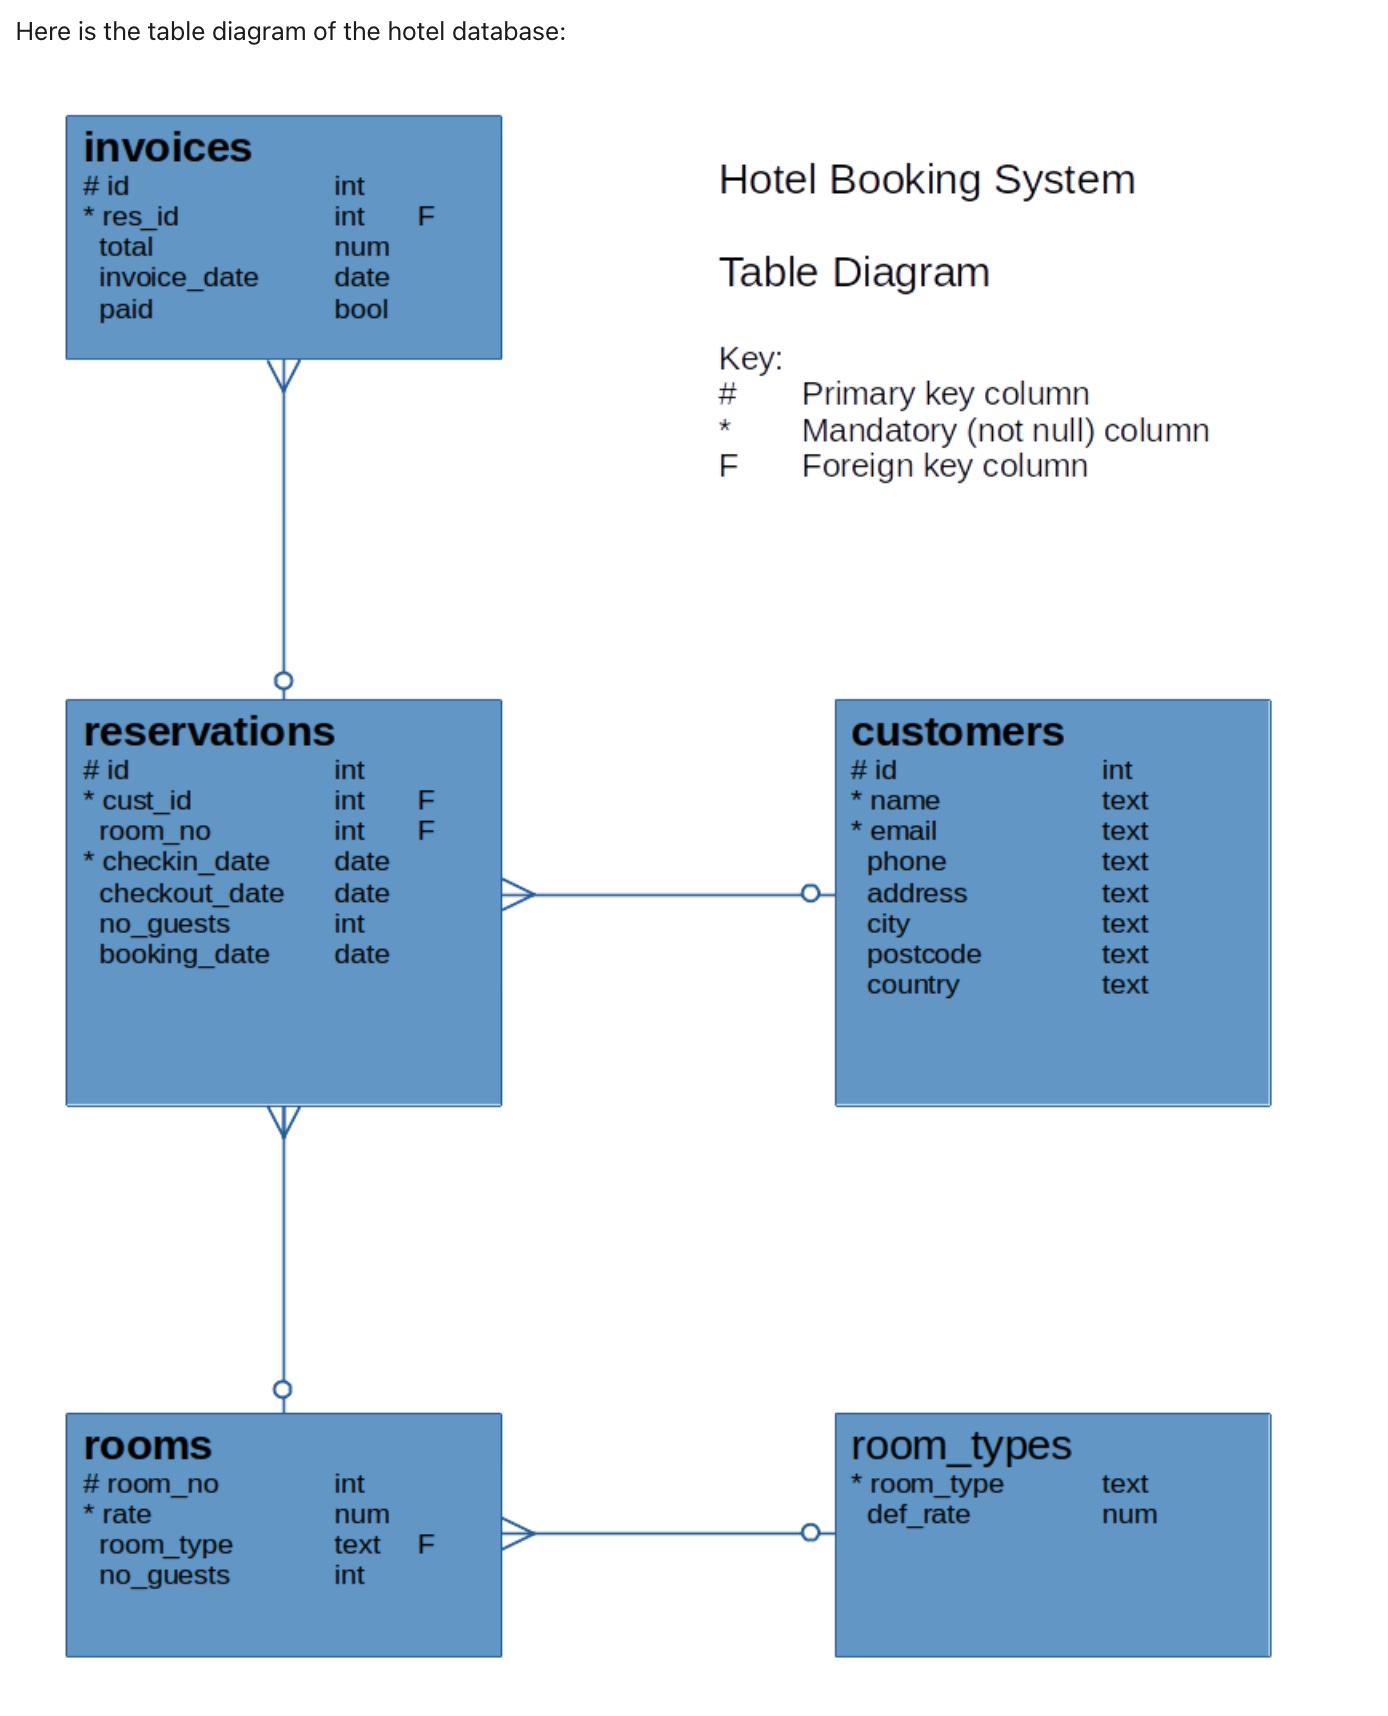 Here is the table diagram of the hotel database:
invoices
# id int
* res_id int F
total num
invoice_date date
paid bool
Hotel Booking System
Table Diagram
Key:
# Primary key column
* Mandatory (not null) column
F Foreign key column
reservations
# id int
* cust_id int F
room_no int F
* checkin_date date
checkout_date date
no_guests int
booking_date date
customers
# id int
* name text
* email text
phone text
address text
city text
postcode text
country text
rooms
# room_no int
* rate num
room_type text F
no_guests int
room_types
* room_type text
def_rate num